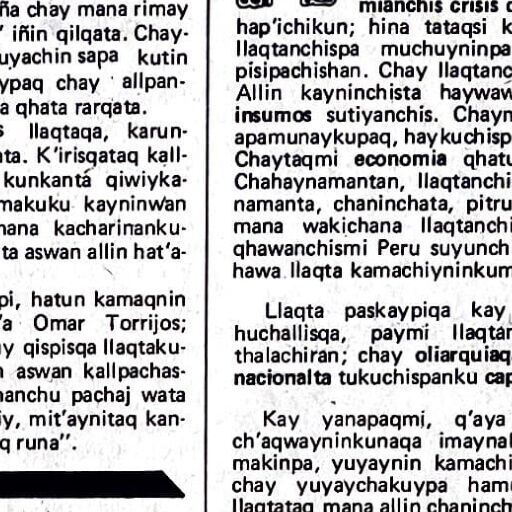 ña chay mana rimay
iñin qilqata. Chay-
uyachin sapa kutin
ypaq chay allpan-
a qhata rarqata.
s llaqtaqa, karun-
ta. K'irisqataq kall-
kunkantá qiwiyka-
makuku kayninwan
nana kacharinanku-
ta aswan allin hat'a-
pi, hatun kamaqnin
'a Omar Torrijos;
y qispisqa llaqtaku-
n aswan kallpachas-
nanchu pachaj wata
iy, mit'aynitaq kan-
q runa".
mianchis crisis
hap'ichikun; hina tataqsi k
llaqtanchispa muchuyninpa
pisipachishan. Chay llaqtanc
Allin kayninchista haywaw
insumos sutiyanchis. Chayn
apamunaykupaq, haykuchisp
Chaytaqmi economia qhatu
Chahaynamantan, llaqtanchi
namanta, chaninchata, pitru
mana wakichana llaqtanchi
qhawanchismi Peru suyunch
hawa llaqta kamachiyninkum
Llaqta paskaypiqa kay
huchallisqa, paymi llaqtan
thalachiran; chay oliarquiaq
nacionalta tukuchispanku cap
Kay yanapaqmi, q'aya
ch'aqwayninkunaqa imaynal
makinpa, yuyaynin kamachi
chay yuyaychakuypa hamu
llaqtataq mana allin chaninch